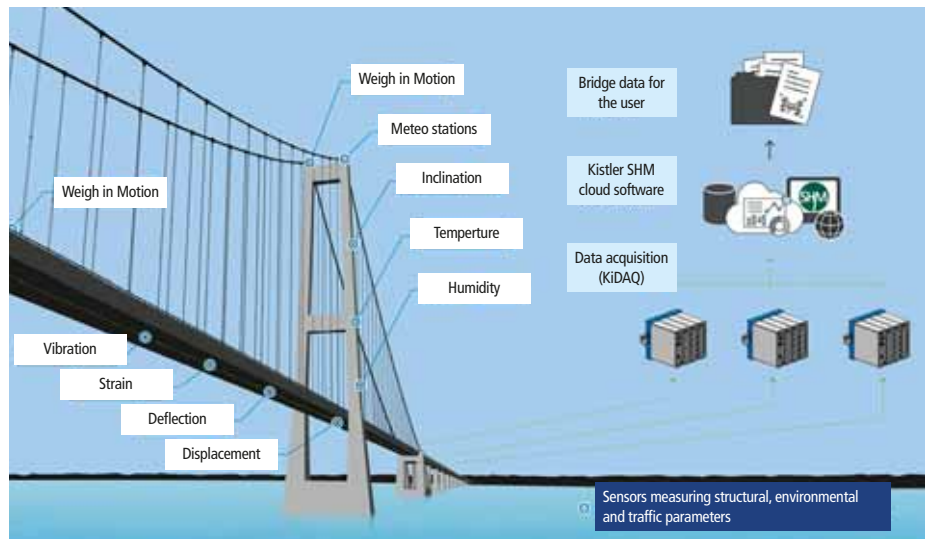 Weigh in Motion
Meteo stations
Inclination
Temperture
Humidity
Weigh in Motion
Vibration
Strain
Deflection
Displacement
Bridge data for
the user
Kistler SHM
cloud software
SHM
Data acquisition
(KiDAQ)
Sensors measuring structural, environmental
and traffic parameters